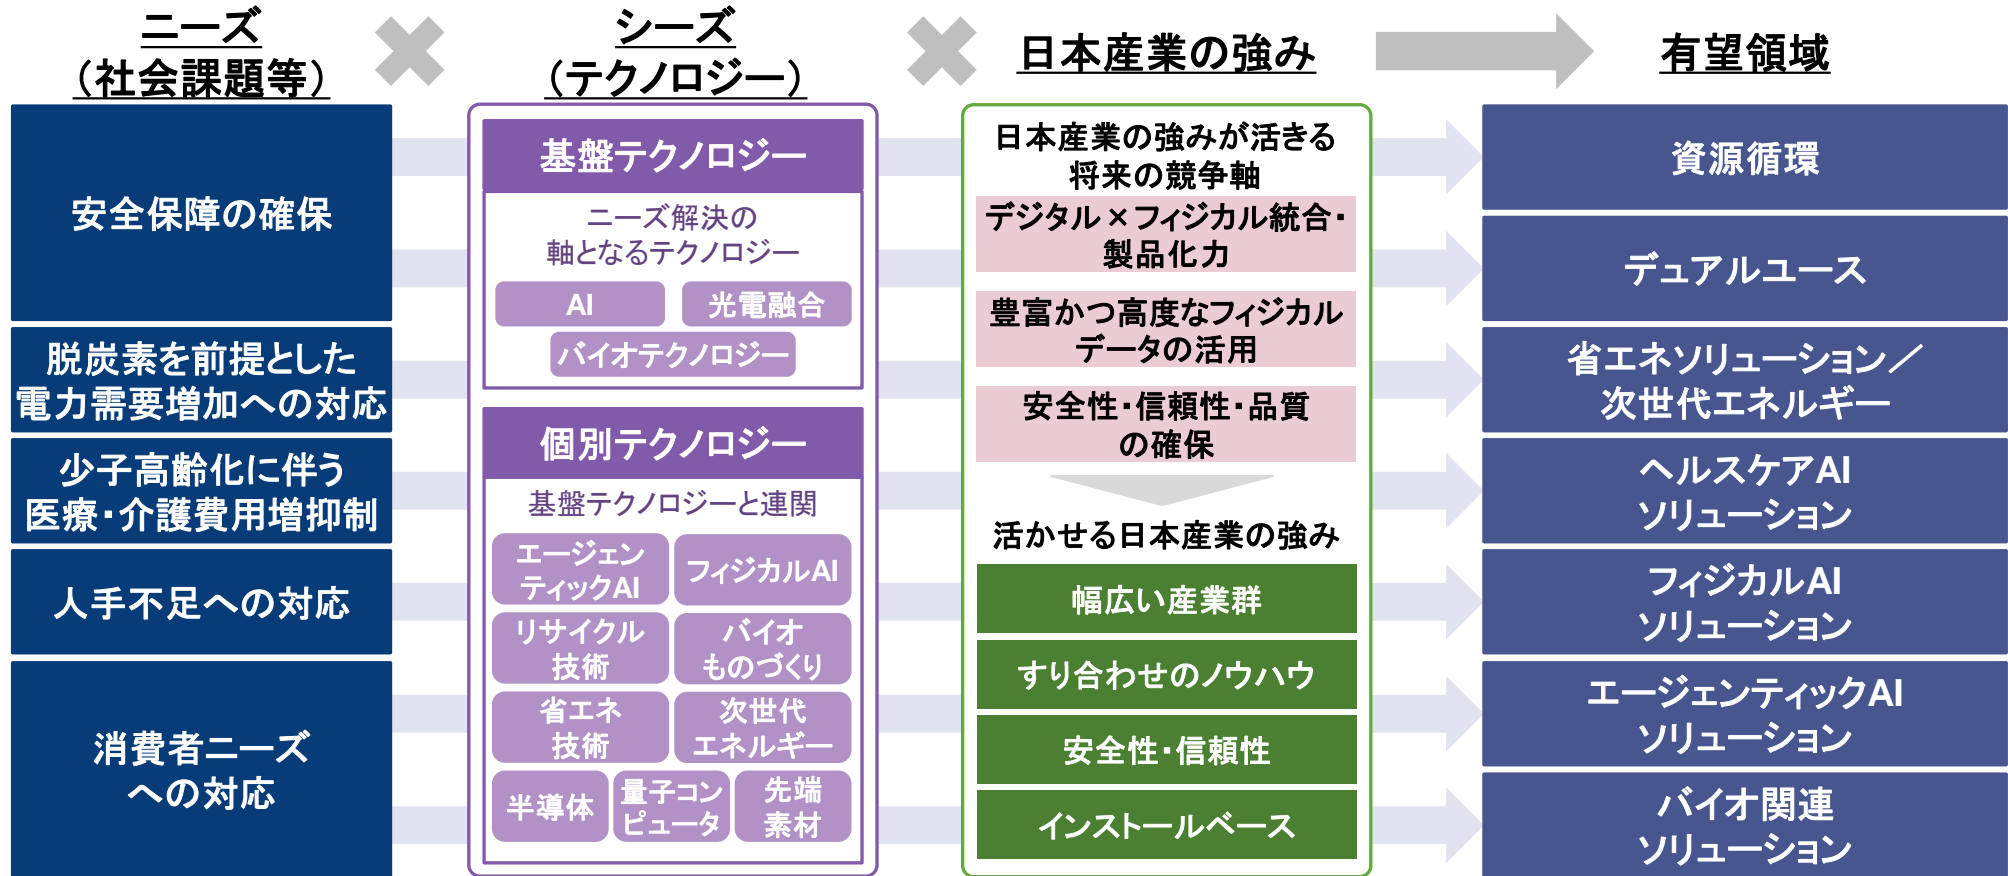 ニーズ
（社会課題等）
シーズ
（テクノロジー）
日本産業の強み
有望領域
安全保障の確保
脱炭素を前提とした
電力需要増加への対応
少子高齢化に伴う
医療・介護費用増抑制
人手不足への対応
消費者ニーズ
への対応
基盤テクノロジー
ニーズ解決の
軸となるテクノロジー
AI
光電融合
バイオテクノロジー
個別テクノロジー
基盤テクノロジーと連関
エージェン
ティックAI
フィジカルAI
リサイクル
技術
バイオ
ものづくり
省エネ
技術
次世代
エネルギー
半導体
量子コン
ピュータ
先端
素材
日本産業の強みが活きる
将来の競争軸
デジタル×フィジカル統合・
製品化力
豊富かつ高度なフィジカル
データの活用
安全性・信頼性・品質
の確保
活かせる日本産業の強み
幅広い産業群
すり合わせのノウハウ
安全性・信頼性
インストールベース
資源循環
デュアルユース
省エネソリューション／
次世代エネルギー
ヘルスケアAI
ソリューション
フィジカルAI
ソリューション
エージェンティックAI
ソリューション
バイオ関連
ソリューション